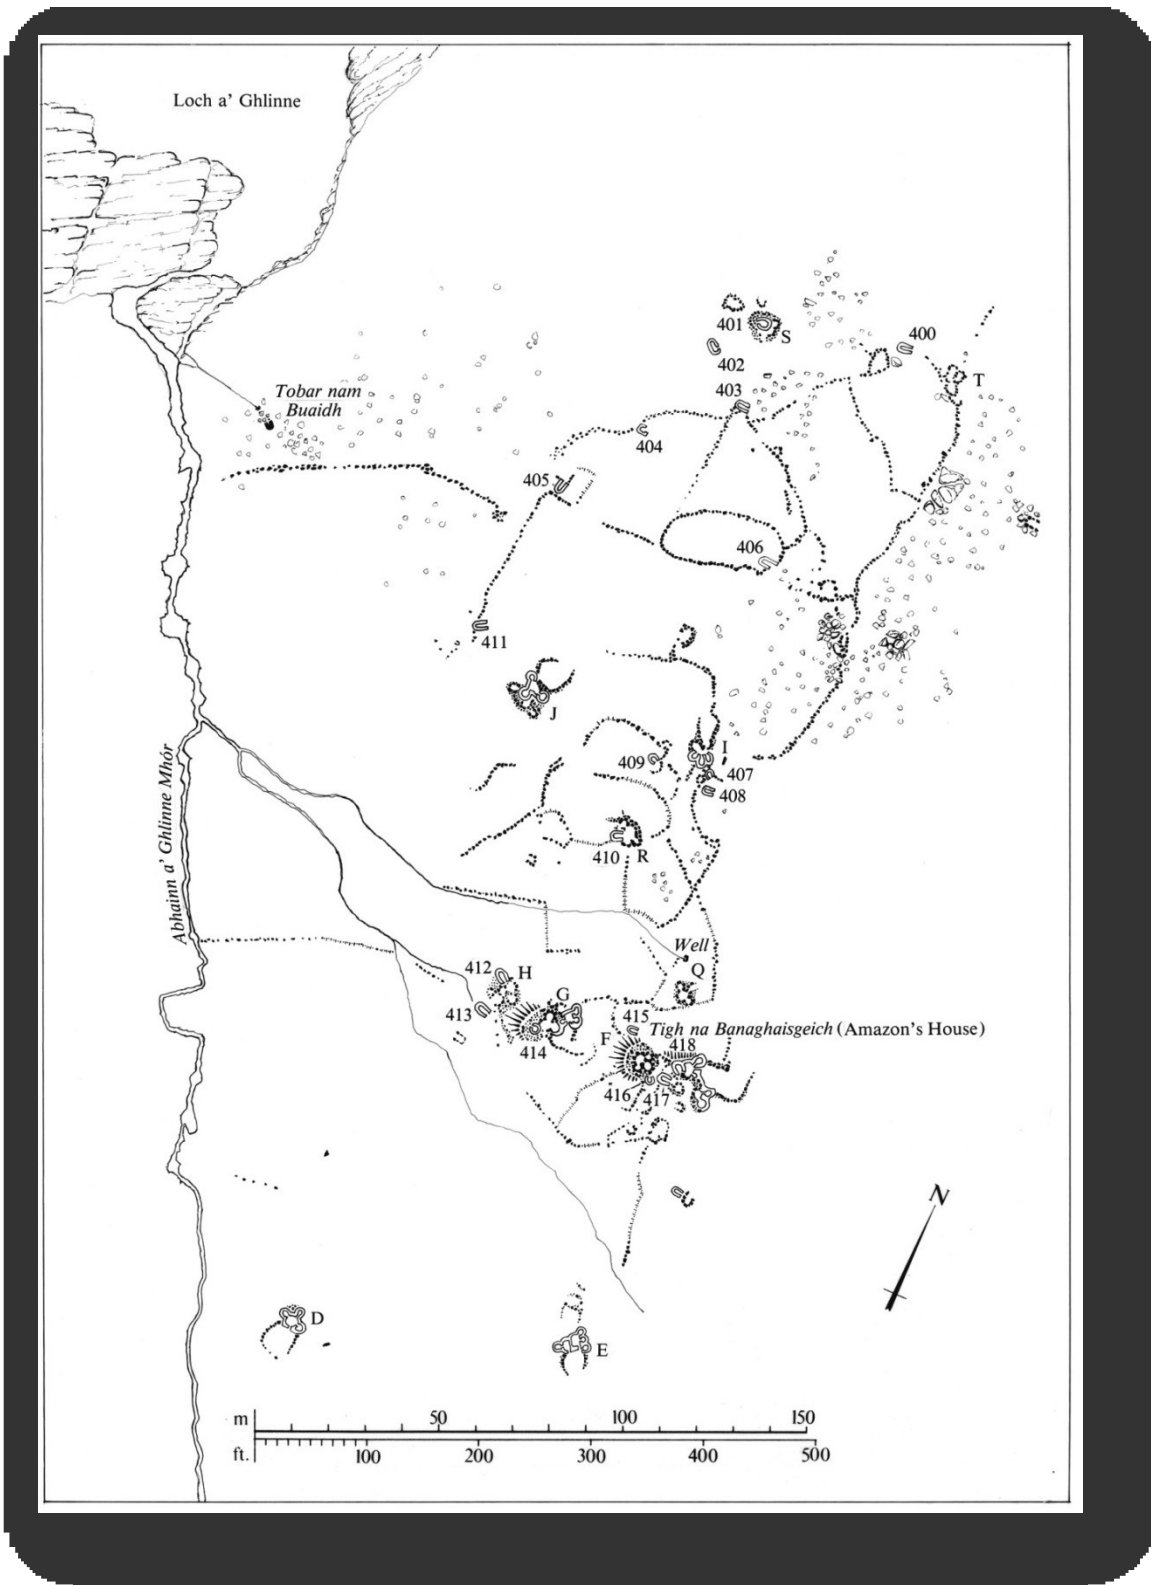 Loch a' Ghlinne
401
S
400
402
T
403
Tobar nam
Buaidh
404
405
406
411
J
I
409
407
408
410
R
Abhainn a' Ghlinne Mhór
Well
412
H
Q
G
413
415
Tigh na Banaghaisgeich (Amazon's House)
F
414
418
416
417
N
D
E
m
50
100
150
ft.
100
200
300
400
500